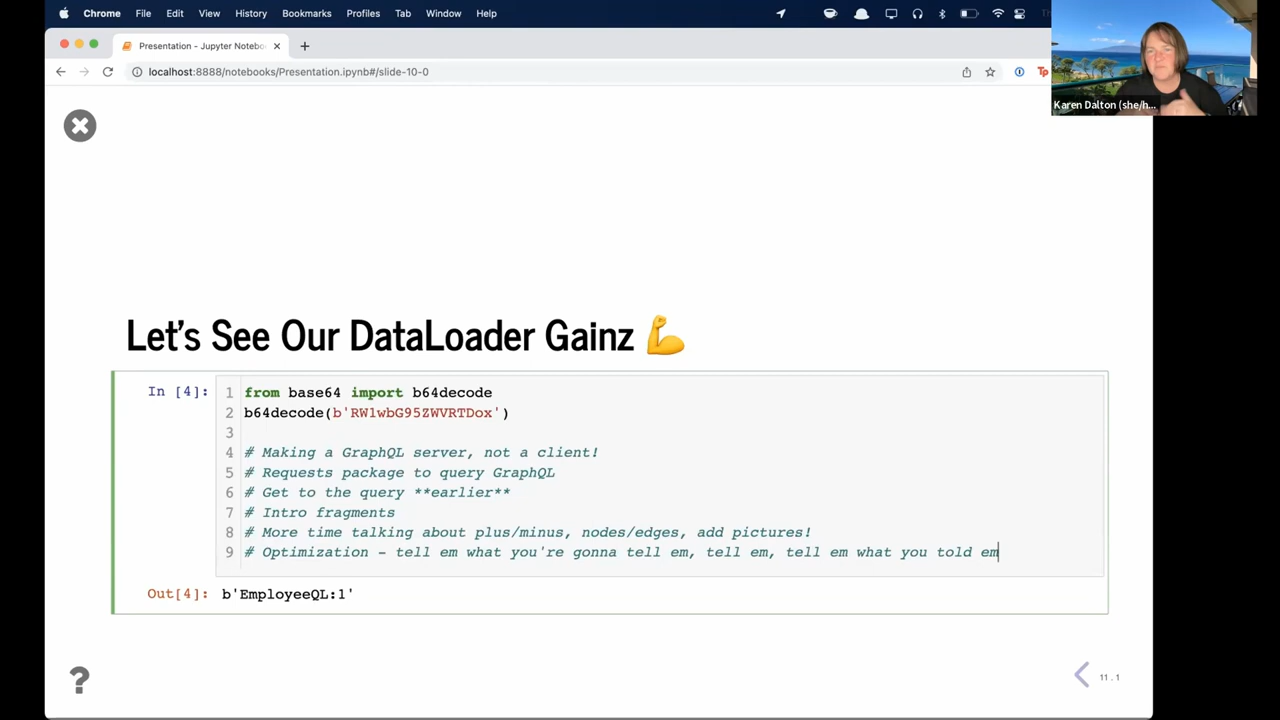 Chrome File Edit View History Bookmarks Profiles Tab Window Help
Presentation - Jupyter Notebo
localhost:8888/notebooks/Presentation.ipynb#/slide-10-0
Tp
Karen Dalton (she/h...
Let's See Our DataLoader Gainz 💪
In [4]:
1 from base64 import b64decode
2 b64decode(b'RW1wbG95ZWVRTDox')
3
4 # Making a GraphQL server, not a client!
5 # Requests package to query GraphQL
6 # Get to the query **earlier**
7 # Intro fragments
8 # More time talking about plus/minus, nodes/edges, add pictures!
9 # Optimization - tell em what you're gonna tell em, tell em, tell em what you told em
Out[4]: b'EmployeeQL:1'
?
11.1